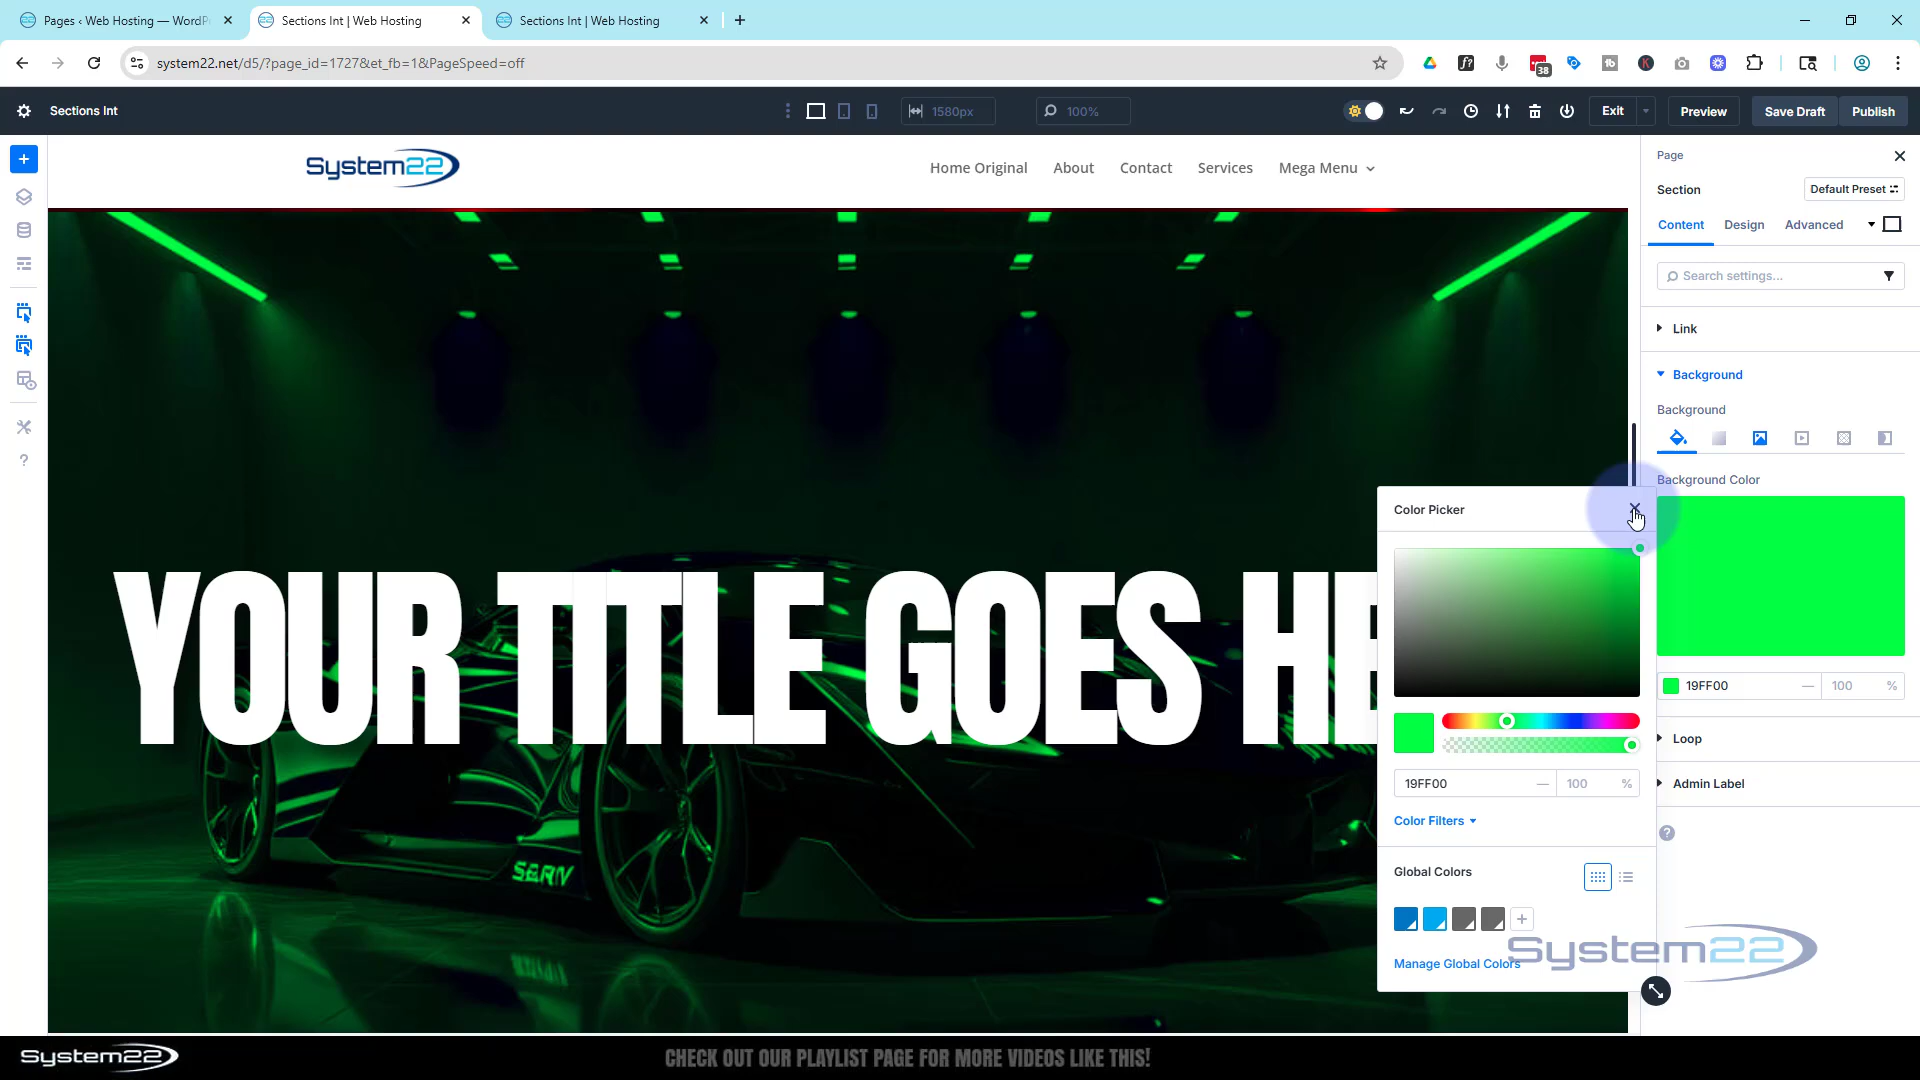 Pages ‹ Web Hosting — WordP
Sections Int | Web Hosting
Sections Int | Web Hosting
system22.net/d5/?page_id=1727&et_fb=1&PageSpeed=off
38
Sections Int
1580px
100%
Exit
Preview
Save Draft
Publish
System22
Home Original
About
Contact
Services
Mega Menu
Page
Section
Default Preset
Content
Design
Advanced
Search settings...
Link
Background
Background
Background Color
19FF00
100 %
Loop
Admin Label
YOUR TITLE GOES HE
Color Picker
19FF00
100 %
Color Filters
Global Colors
Manage Global Colors
System22
System22
CHECK OUT OUR PLAYLIST PAGE FOR MORE VIDEOS LIKE THIS!